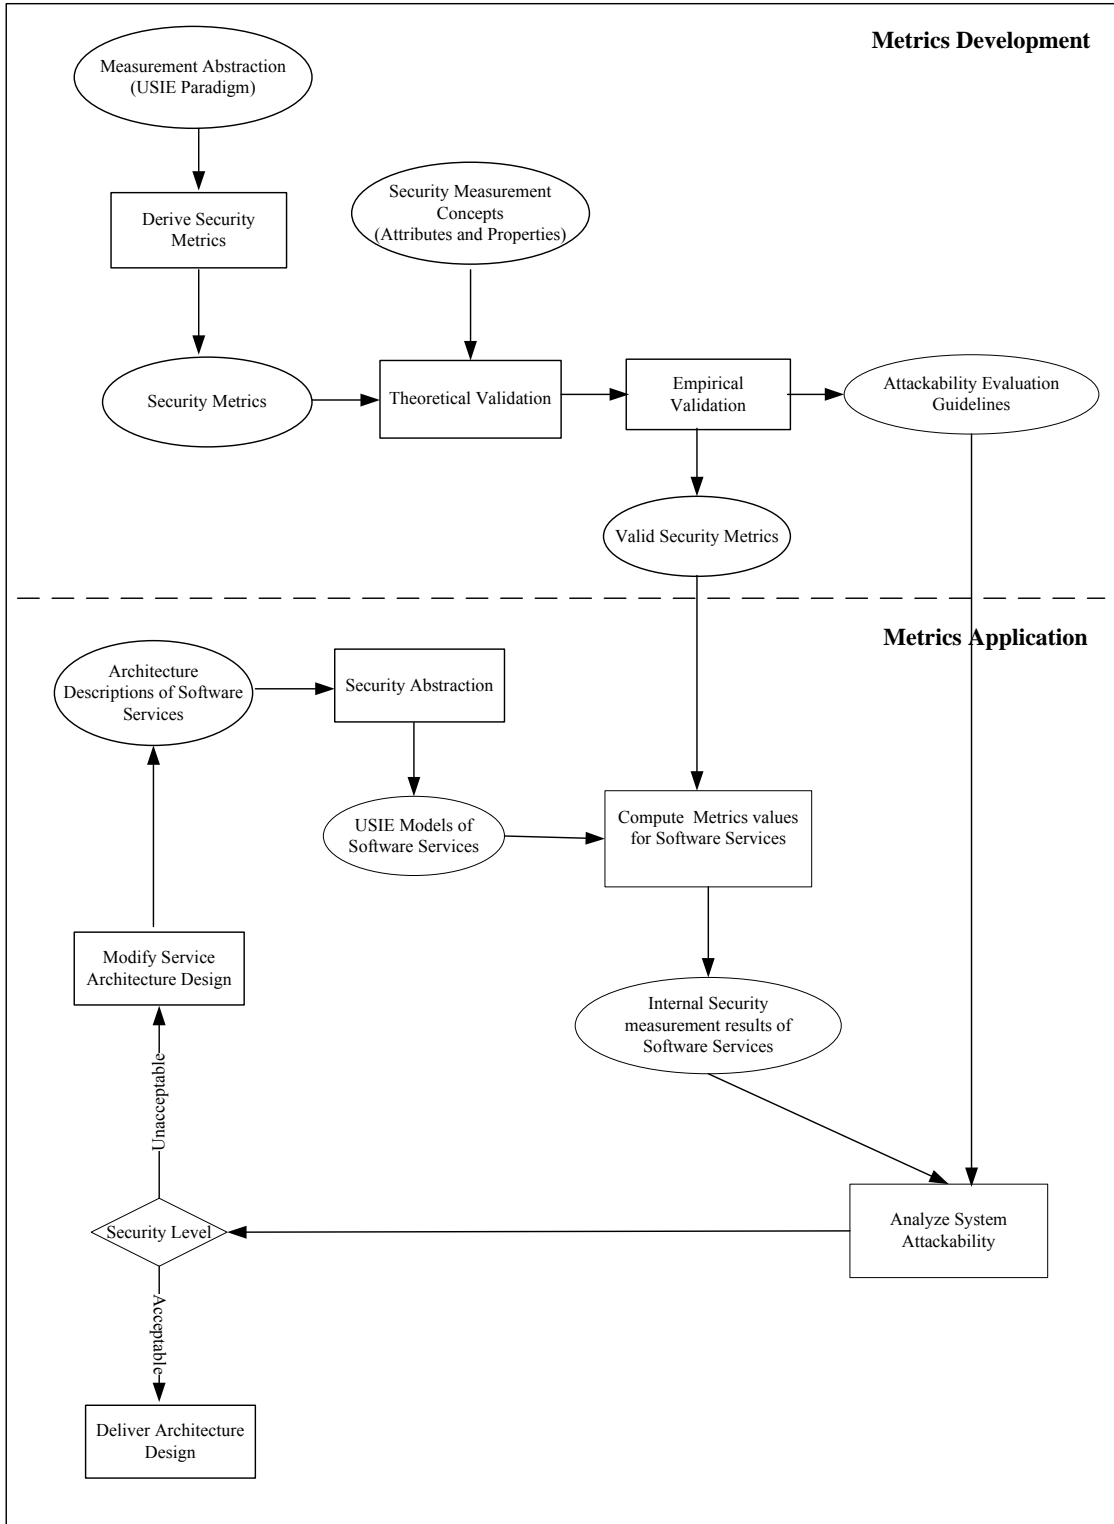 Metrics Development
Measurement Abstraction
(USIE Paradigm)
Derive Security
Metrics
Security Measurement
Concepts
(Attributes and Properties)
Security Metrics
Theoretical Validation
Empirical
Validation
Attackability Evaluation
Guidelines
Valid Security Metrics
Metrics Application
Architecture
Descriptions of Software
Services
Security Abstraction
USIE Models of
Software Services
Compute Metrics values
for Software Services
Modify Service
Architecture Design
Internal Security
measurement results of
Software Services
Unacceptable
Security Level
Analyze System
Attackability
Acceptable
Deliver Architecture
Design